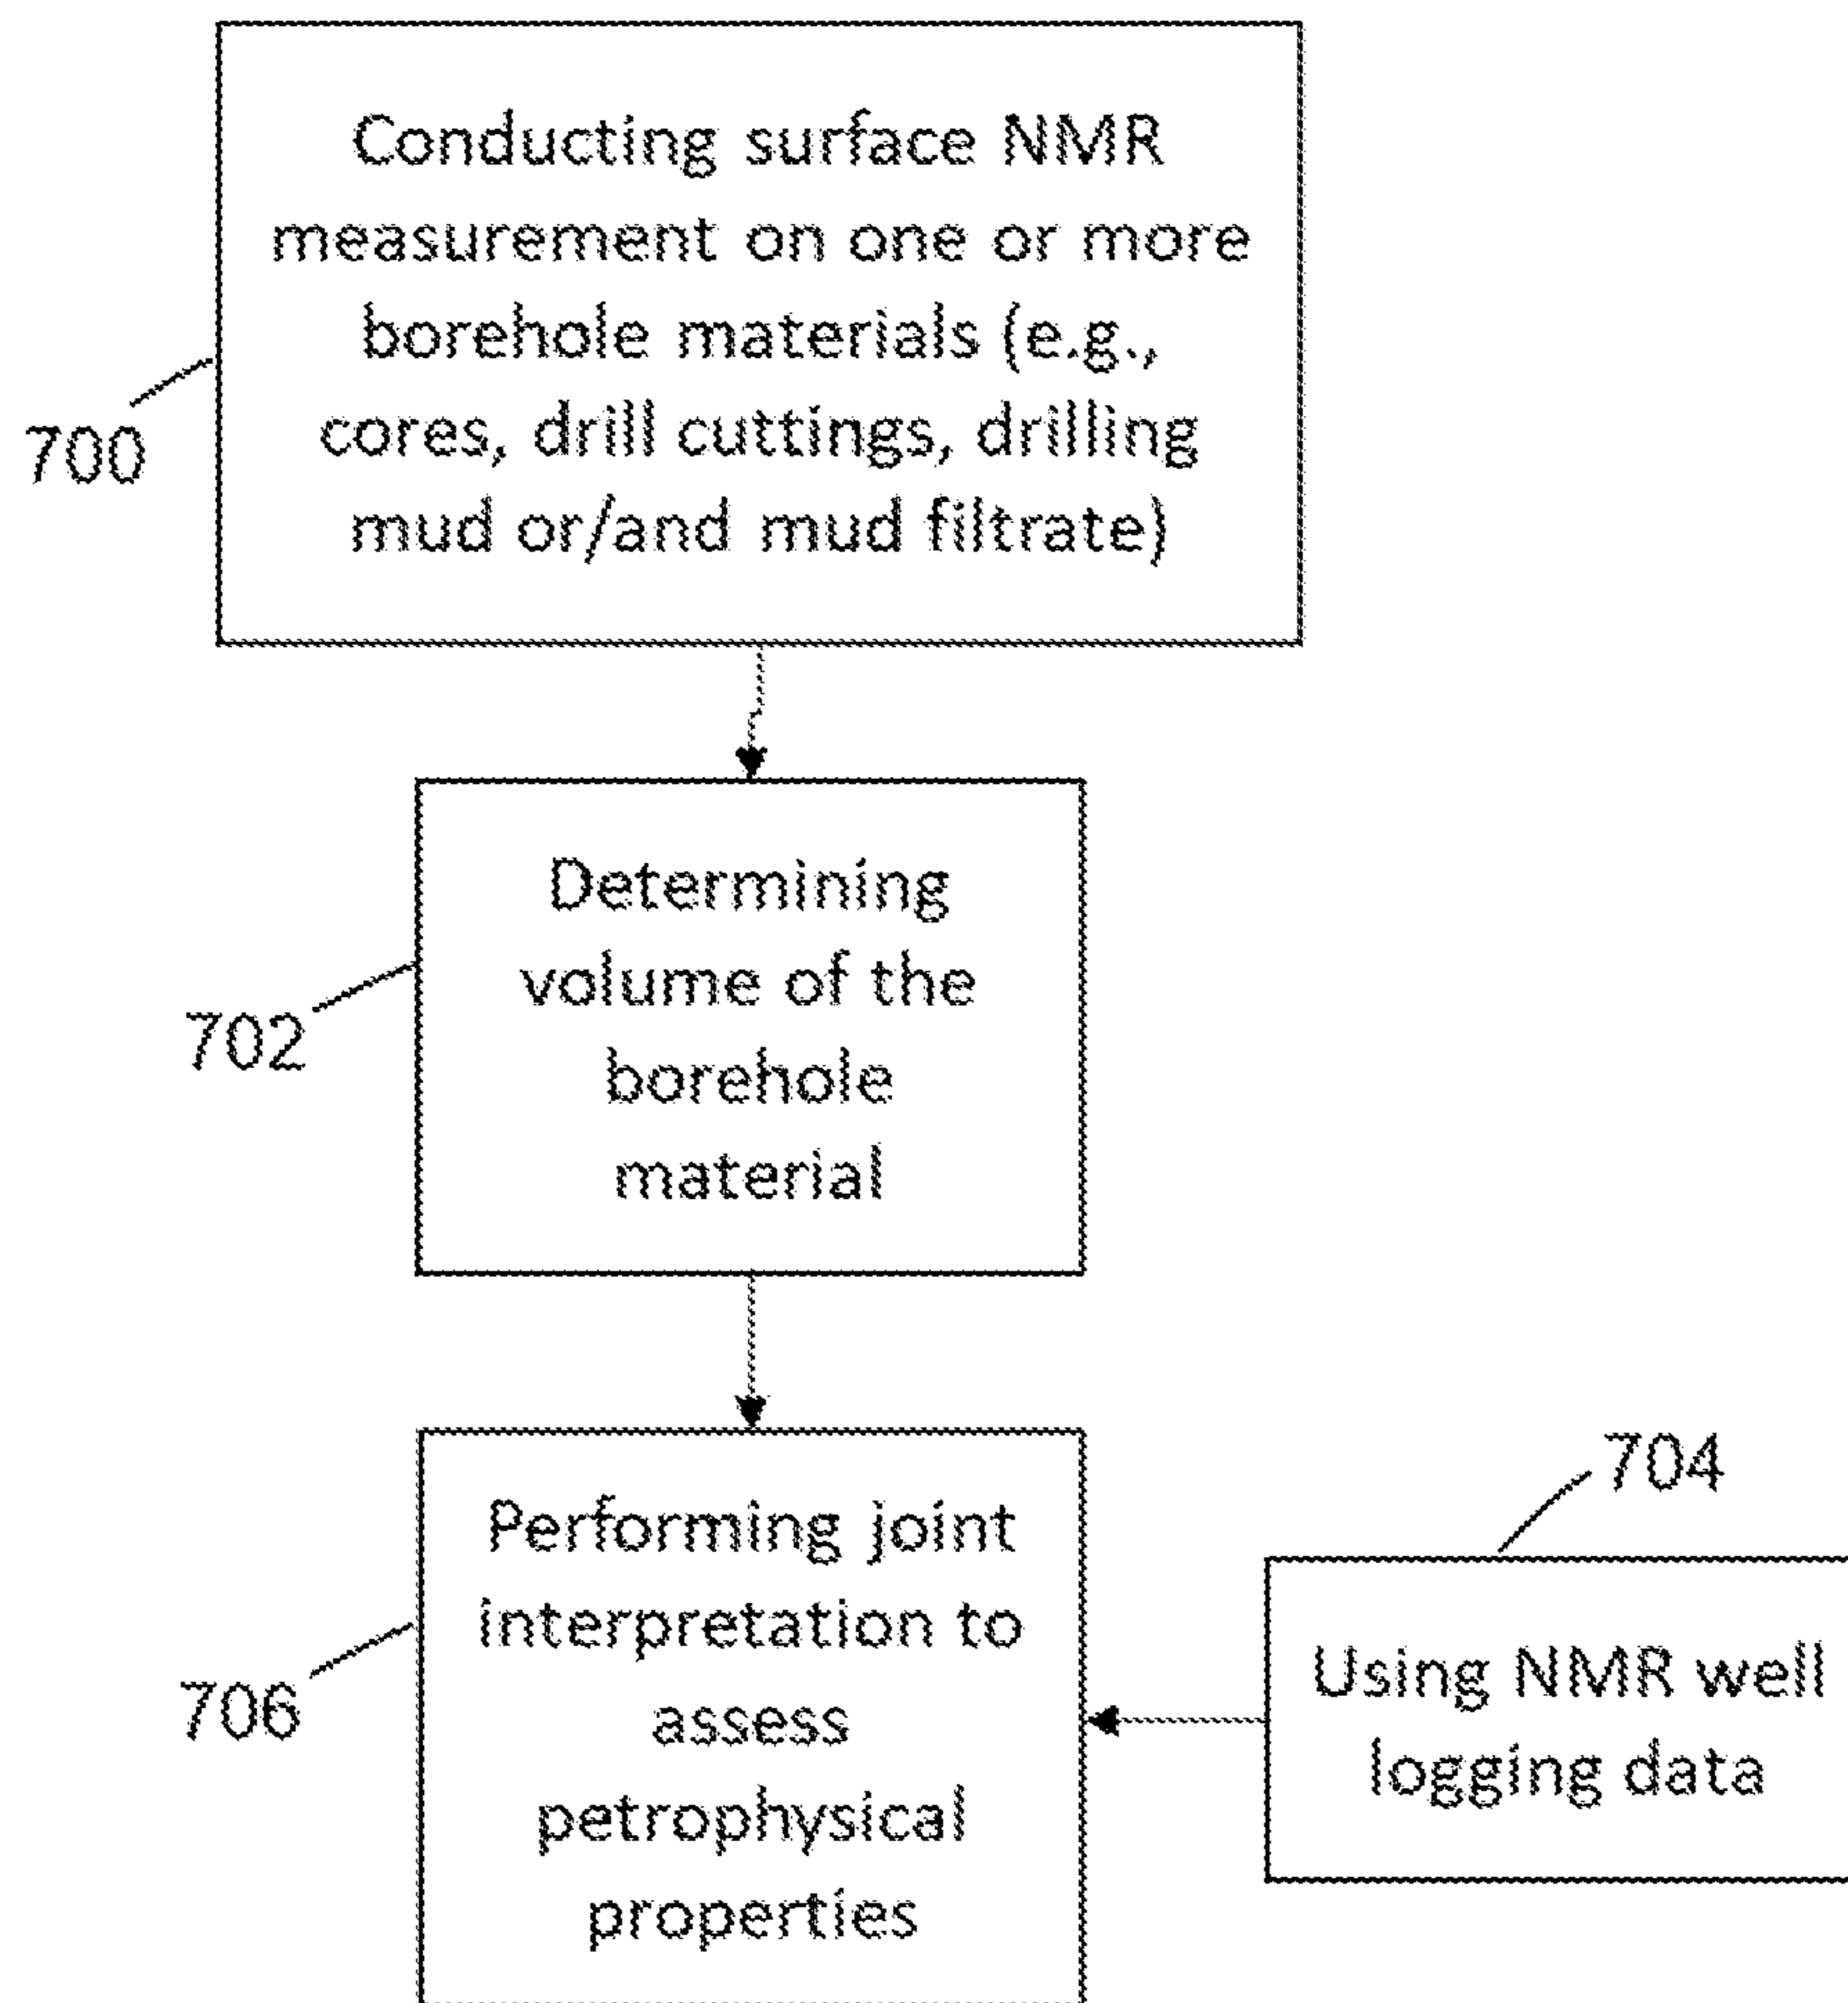 Conducting surface NMR
measurement on one or more
borehole materials (e.g.,
cores, drill cuttings, drilling
mud or/and mud filtrate)
700
Determining
volume of the
borehole
material
702
Performing joint
interpretation to
assess
petrophysical
properties
706
704
Using NMR well
logging data